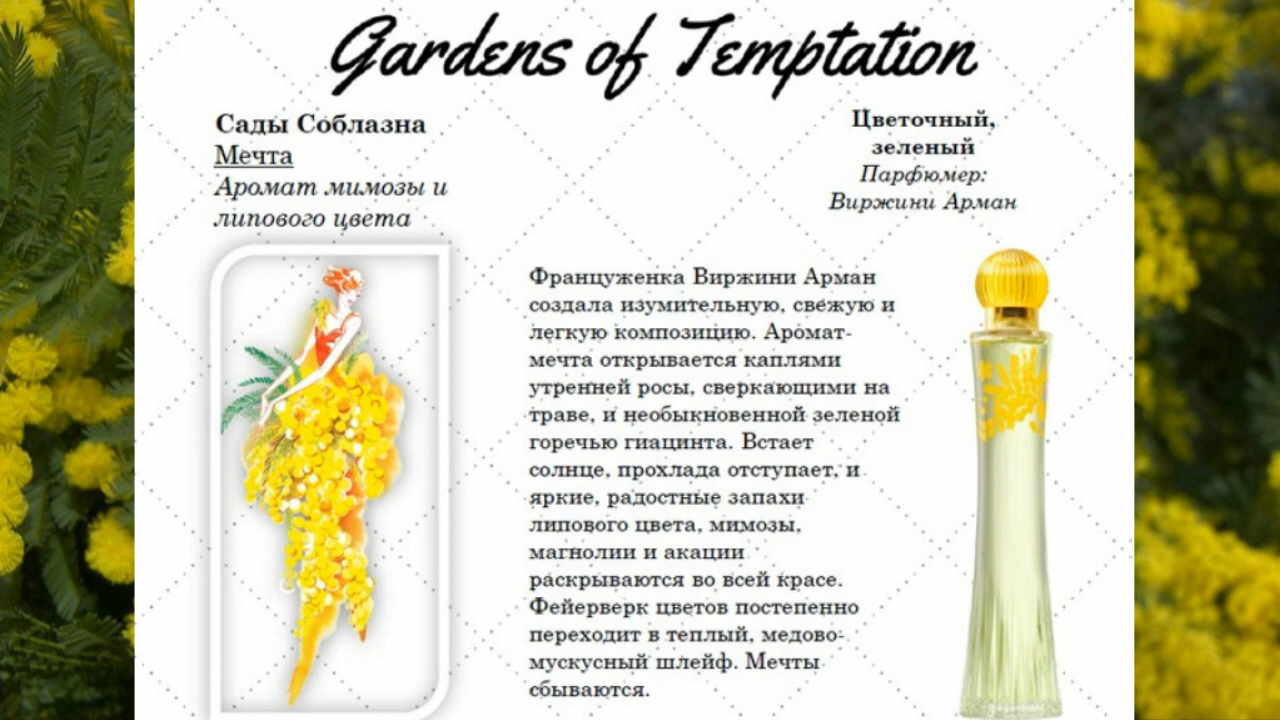 Gardens of Temptation
Сады Соблазна
Мечта
Аромат мимозы и
липового цвета
Цветочный,
зеленый
Парфюмер:
Виржини Арман
Француженка Виржини Арман
создала изумительную, свежую и
легкую композицию. Аромат-
мечта открывается каплями
утренней росы, сверкающими на
траве, и необыкновенной зеленой
горечью гиацинта. Встает
солнце, прохлада отступает, и
яркие, радостные запахи
липового цвета, мимозы,
магнолии и акации
раскрываются во всей красе.
Фейерверк цветов постепенно
переходит в теплый, медово-
мускусный шлейф. Мечты
сбываются.